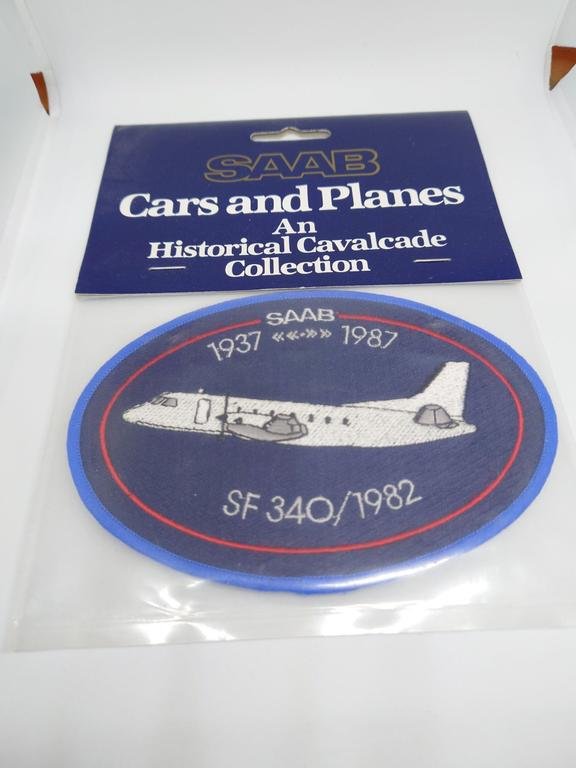 SAAB
Cars and Planes
An
Historical Cavalcade
Collection
SAAB
1937 «•» 1987
SF 340/1982